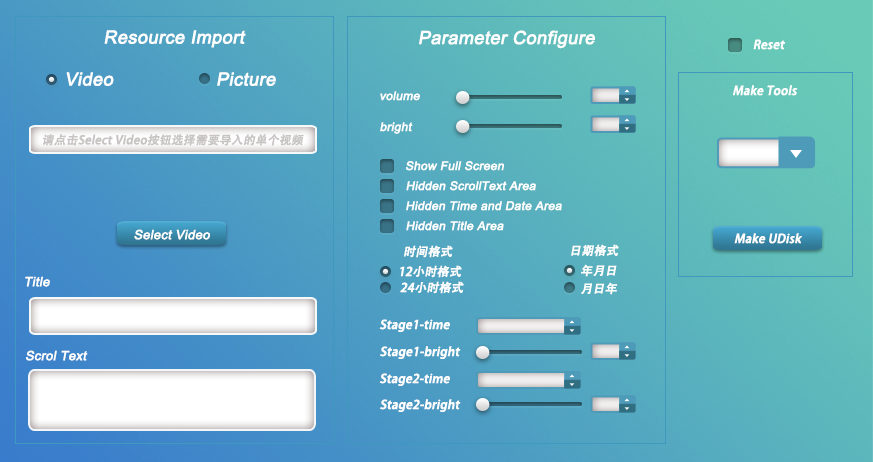 Resource Import
Video
Picture
请点击Select Video按钮选择需要导入的单个视频
Select Video
Title
Scrol Text
Parameter Configure
volume
bright
Show Full Screen
Hidden ScrollText Area
Hidden Time and Date Area
Hidden Title Area
时间格式
12小时格式
24小时格式
日期格式
年月日
月日年
Stage1-time
Stage1-bright
Stage2-time
Stage2-bright
Reset
Make Tools
Make UDisk